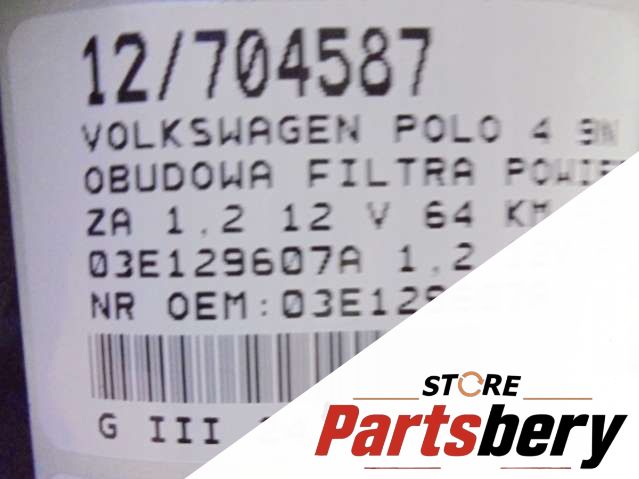 12/704587
VOLKSWAGEN POLO 4 9N
OBUDOWA FILTRA
ZA 1,2 12 V 64 KM
03E129607A 1,2
NR OEM:
G III
STORE
Partsbery